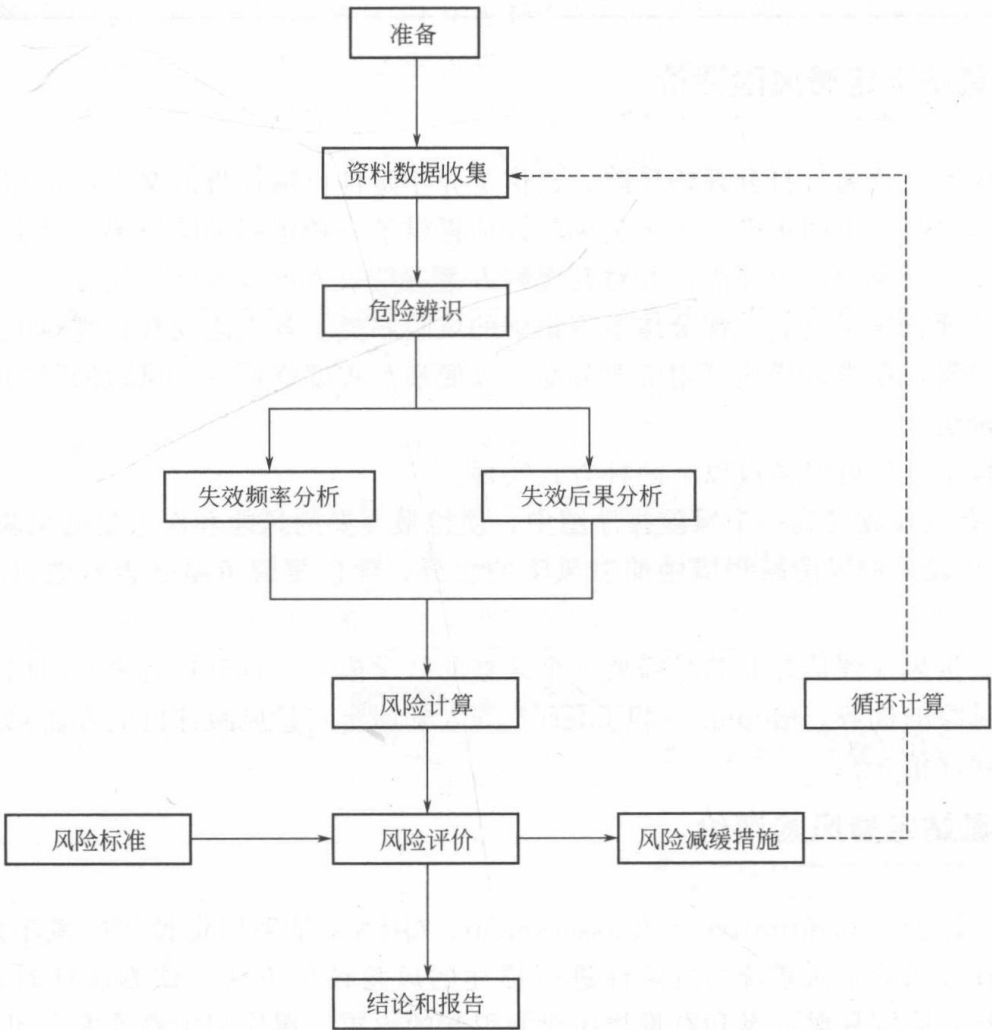 准备
资料数据收集
危险辨识
失效频率分析
失效后果分析
风险计算
循环计算
风险标准
风险评价
风险减缓措施
结论和报告